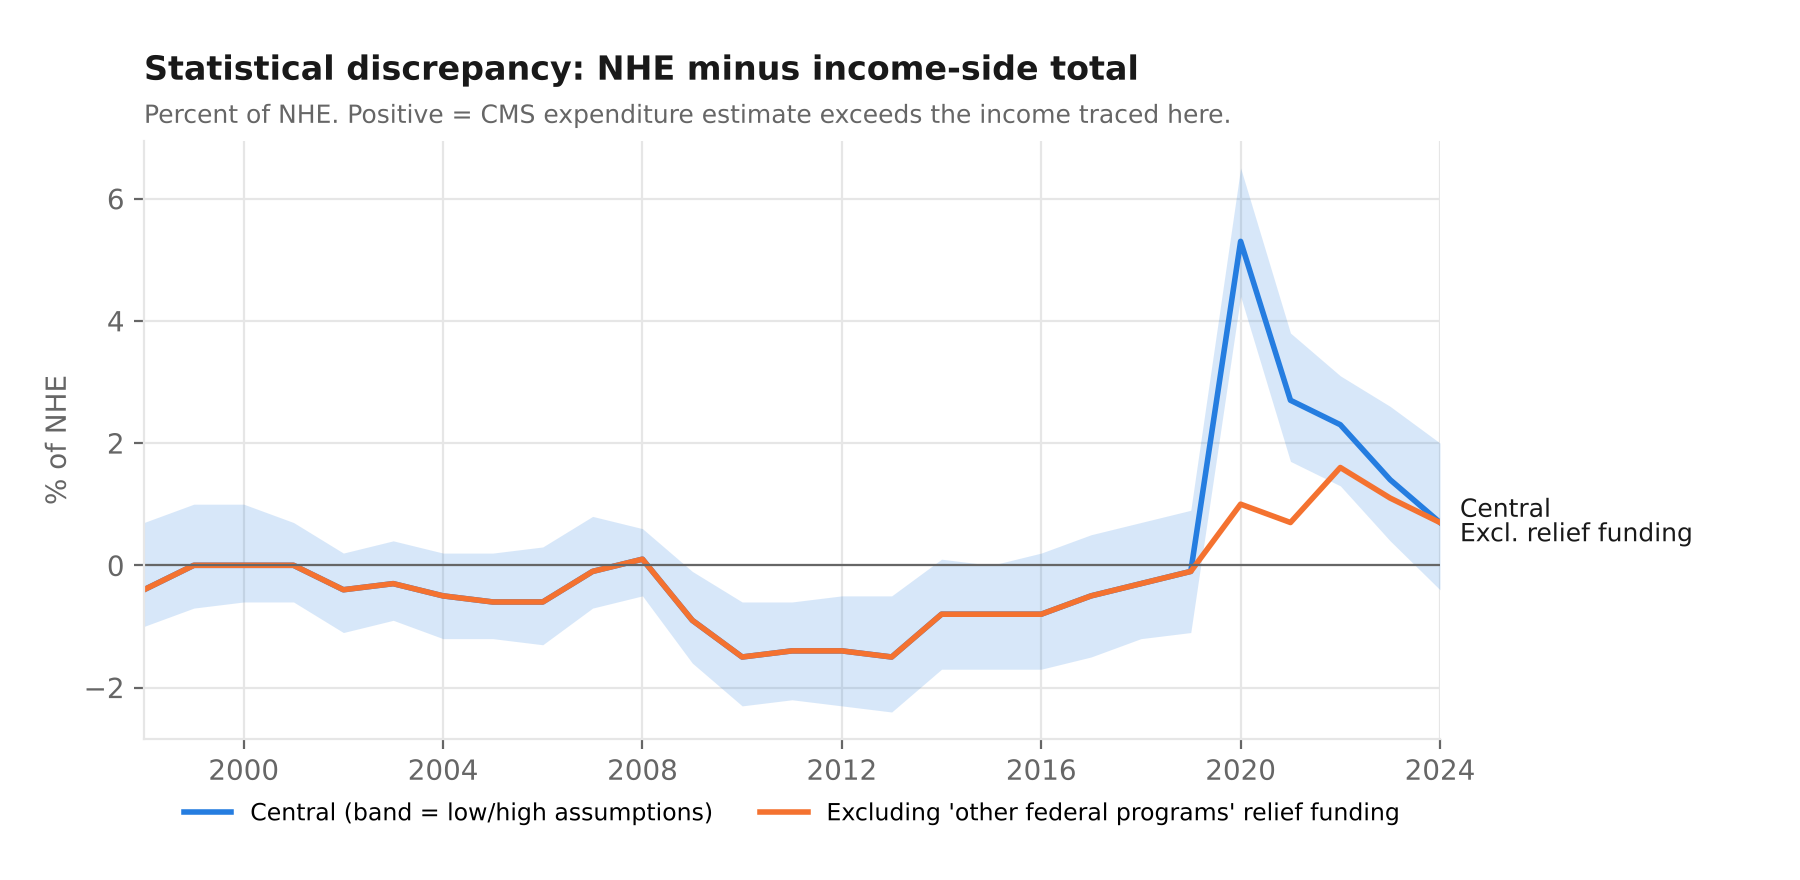 Statistical discrepancy: NHE minus income-side total
Percent of NHE. Positive = CMS expenditure estimate exceeds the income traced here.
% of NHE
6
4
2
0
−2
Central
Excl. relief funding
2000 2004 2008 2012 2016 2020 2024
Central (band = low/high assumptions) Excluding 'other federal programs' relief funding